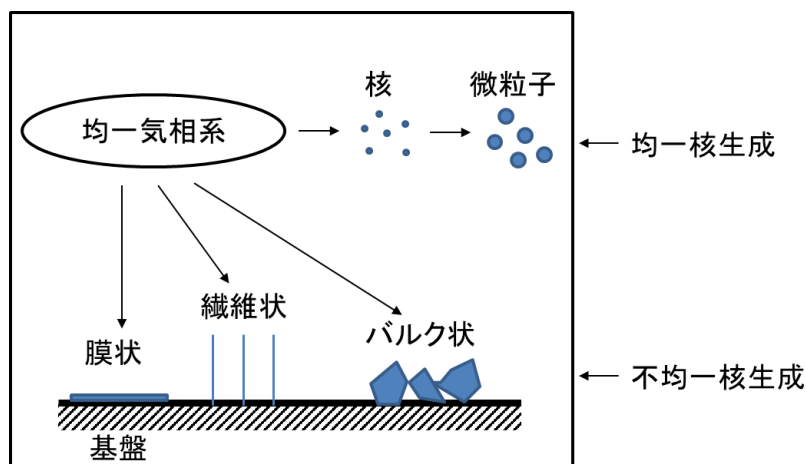 核
微粒子
均一気相系
均一核生成
繊維状
バルク状
膜状
不均一核生成
基盤